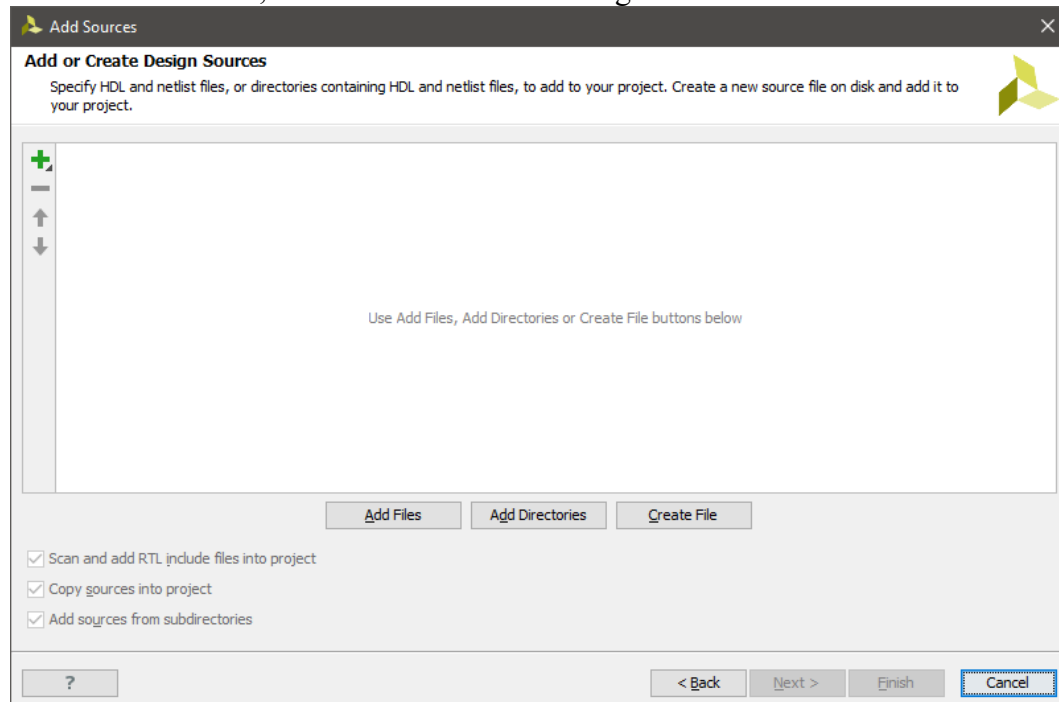 Add Sources
Add or Create Design Sources
Specify HDL and netlist files, or directories containing HDL and netlist files, to add to your project. Create a new source file on disk and add it to
your project.
Use Add Files, Add Directories or Create File buttons below
Add Files Add Directories Create File
Scan and add RTL include files into project
Copy sources into project
Add sources from subdirectories
? < Back Next > Finish Cancel